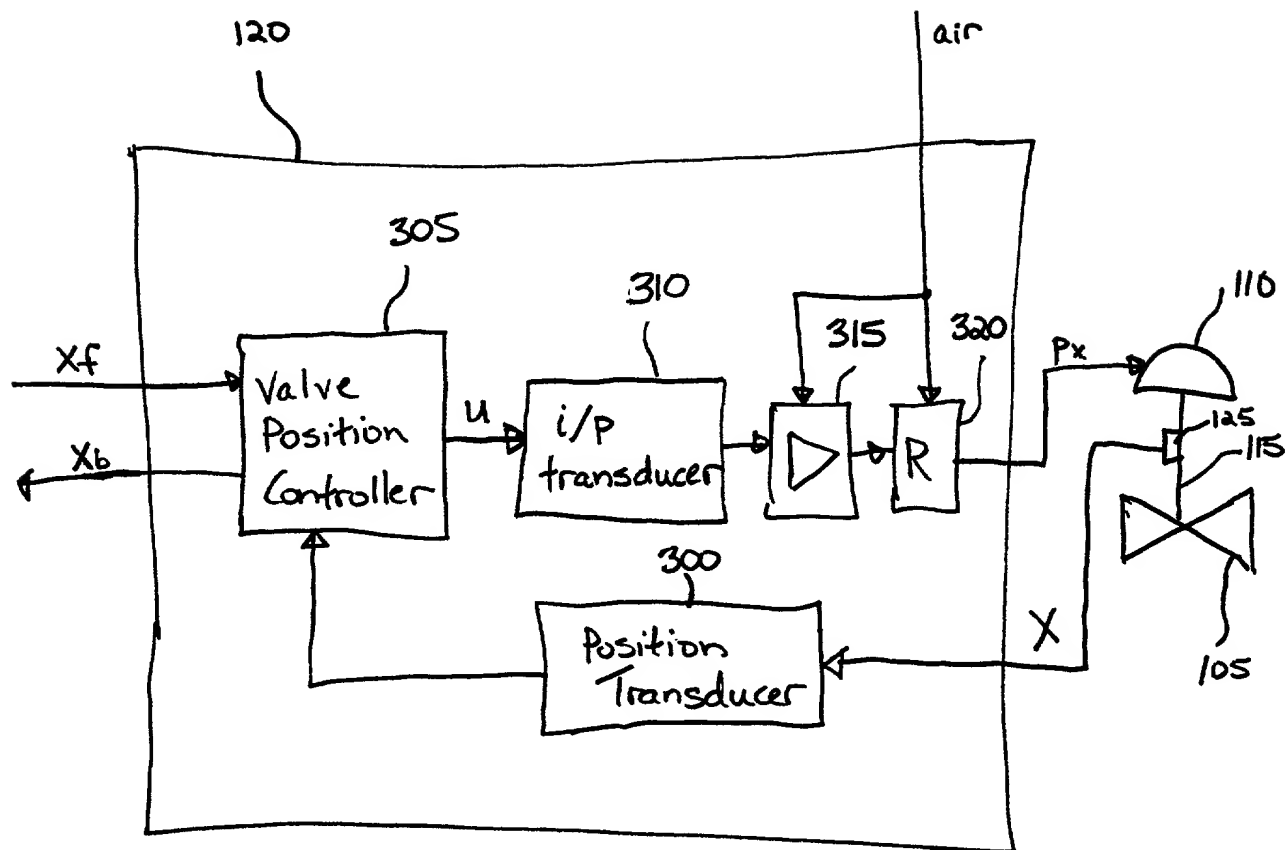 120
air
305
310
315
320
110
Px
Xf
Xb
Valve
Position
Controller
u
i/p
transducer
R
125
115
300
Position
Transducer
X
105